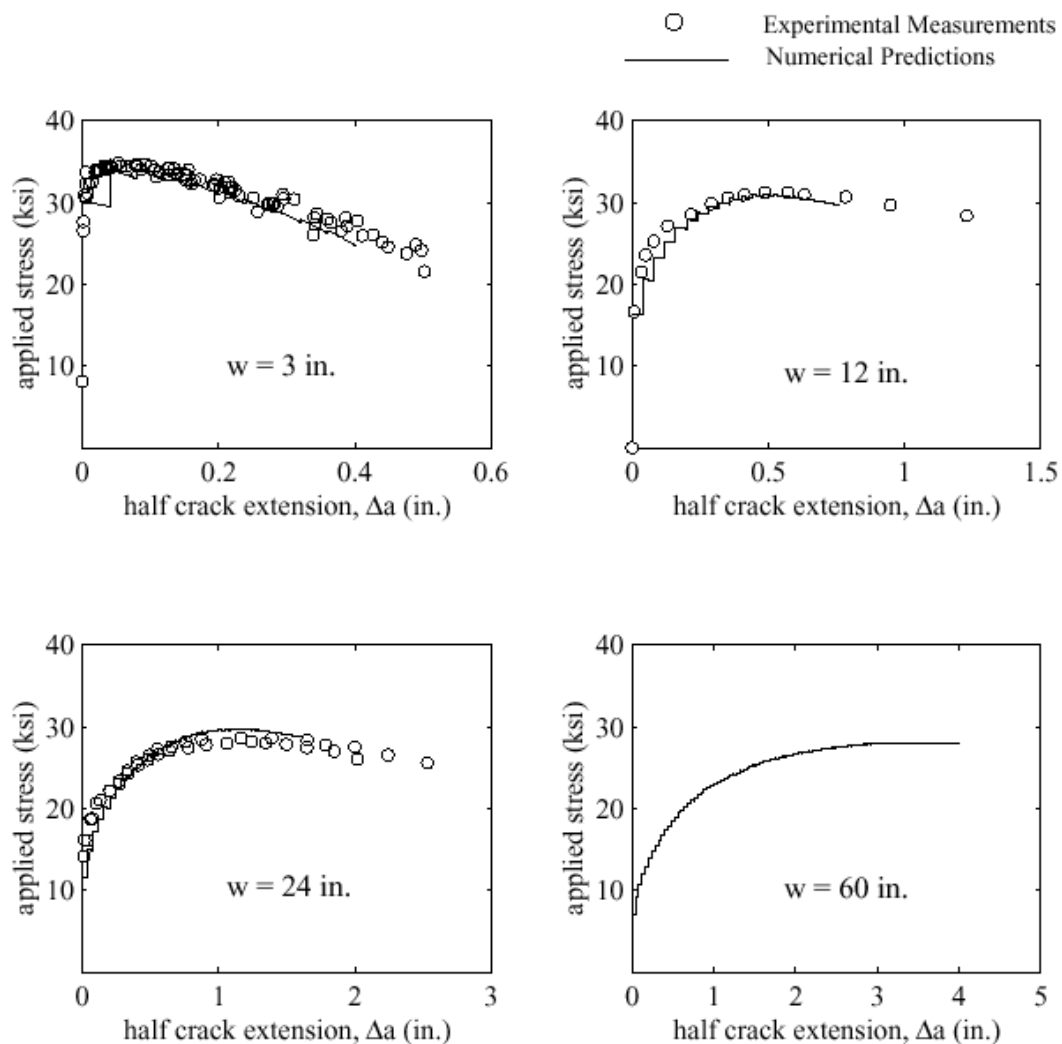 Experimental Measurements
Numerical Predictions
40
30
20
10
applied stress (ksi)
w = 3 in.
0 0.2 0.4 0.6
half crack extension, Δa (in.)
40
30
20
10
applied stress (ksi)
w = 12 in.
0 0.5 1 1.5
half crack extension, Δa (in.)
40
30
20
10
applied stress (ksi)
w = 24 in.
0 1 2 3
half crack extension, Δa (in.)
40
30
20
10
applied stress (ksi)
w = 60 in.
0 1 2 3 4 5
half crack extension, Δa (in.)